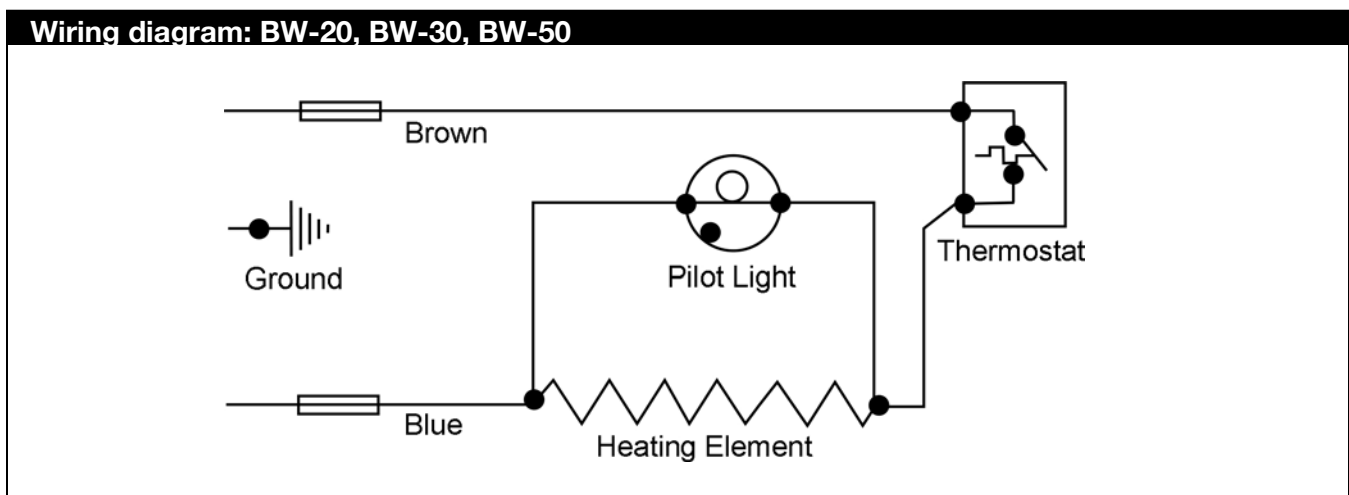 Wiring diagram: BW-20, BW-30, BW-50
Brown
Thermostat
Ground
Pilot Light
Blue
Heating Element